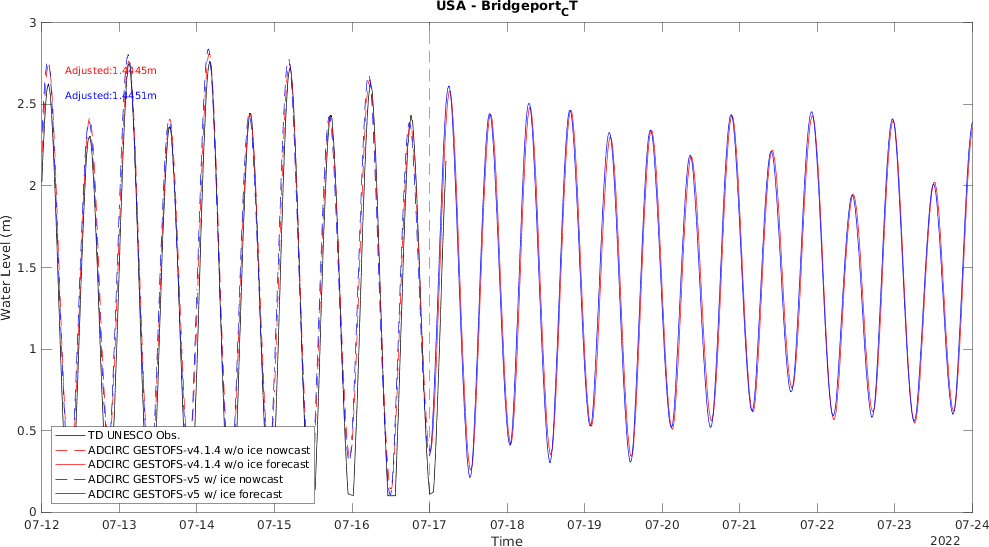 USA - Bridgeport_CT
3
2.5
2
1.5
1
0.5
0
Water Level (m)
Adjusted:1.4445m
Adjusted:1.4451m
TD UNESCO Obs.
ADCIRC GESTOFS-v4.1.4 w/o ice nowcast
ADCIRC GESTOFS-v4.1.4 w/o ice forecast
ADCIRC GESTOFS-v5 w/ ice nowcast
ADCIRC GESTOFS-v5 w/ ice forecast
07-12 07-13 07-14 07-15 07-16 07-17 07-18 07-19 07-20 07-21 07-22 07-23 07-24
Time
2022